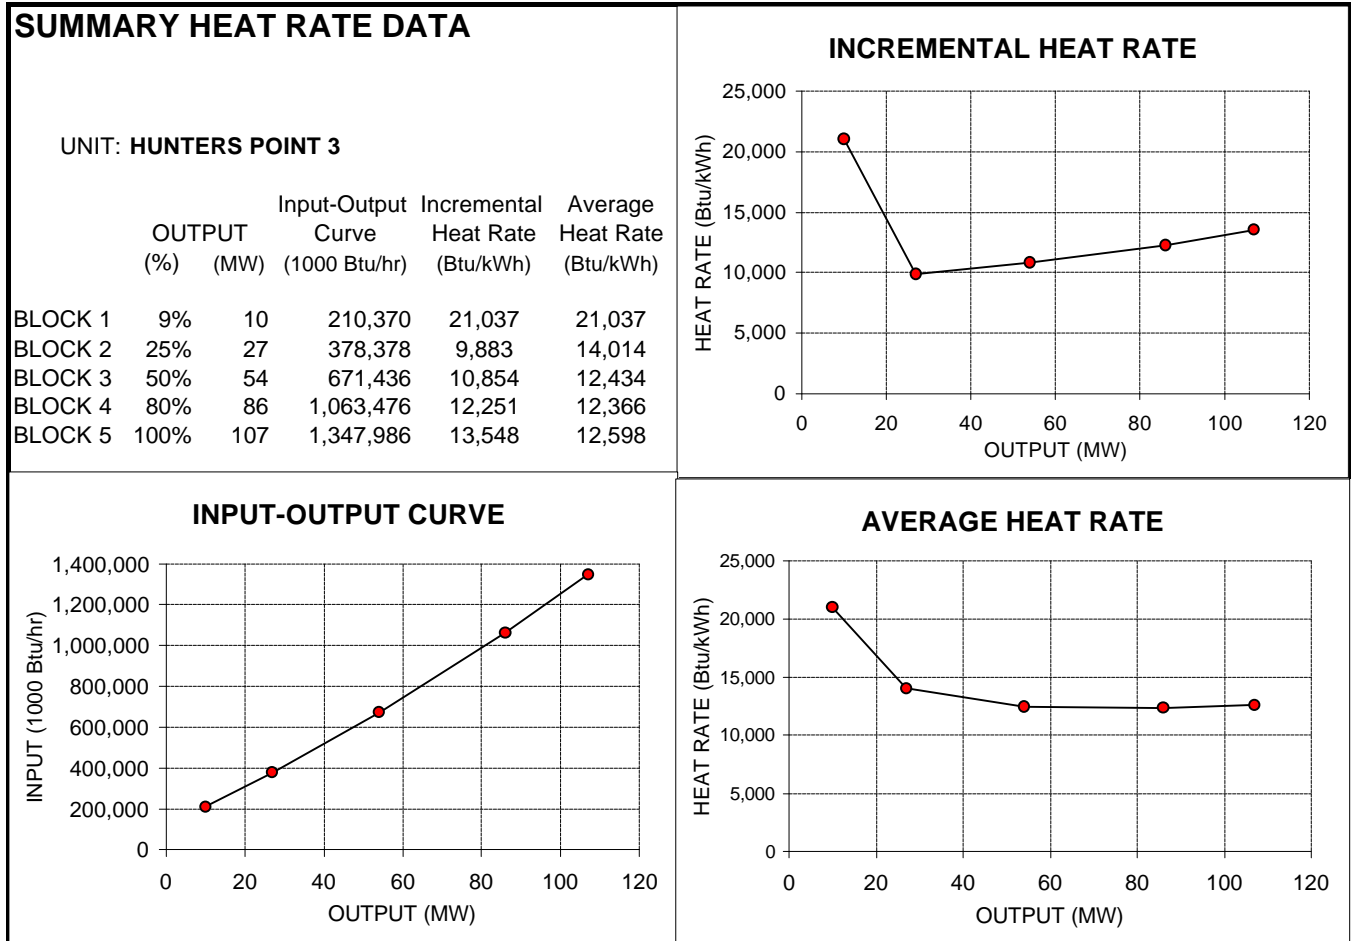 SUMMARY HEAT RATE DATA
UNIT: HUNTERS POINT 3
Input-Output Incremental Average
OUTPUT Curve Heat Rate Heat Rate
(%) (MW) (1000 Btu/hr) (Btu/kWh) (Btu/kWh)
BLOCK 1 9% 10 210,370 21,037 21,037
BLOCK 2 25% 27 378,378 9,883 14,014
BLOCK 3 50% 54 671,436 10,854 12,434
BLOCK 4 80% 86 1,063,476 12,251 12,366
BLOCK 5 100% 107 1,347,986 13,548 12,598
INCREMENTAL HEAT RATE
HEAT RATE (Btu/kWh)
25,000
20,000
15,000
10,000
5,000
0
0 20 40 60 80 100 120
OUTPUT (MW)
INPUT-OUTPUT CURVE
INPUT (1000 Btu/hr)
1,400,000
1,200,000
1,000,000
800,000
600,000
400,000
200,000
0
0 20 40 60 80 100 120
OUTPUT (MW)
AVERAGE HEAT RATE
HEAT RATE (Btu/kWh)
25,000
20,000
15,000
10,000
5,000
0
0 20 40 60 80 100 120
OUTPUT (MW)